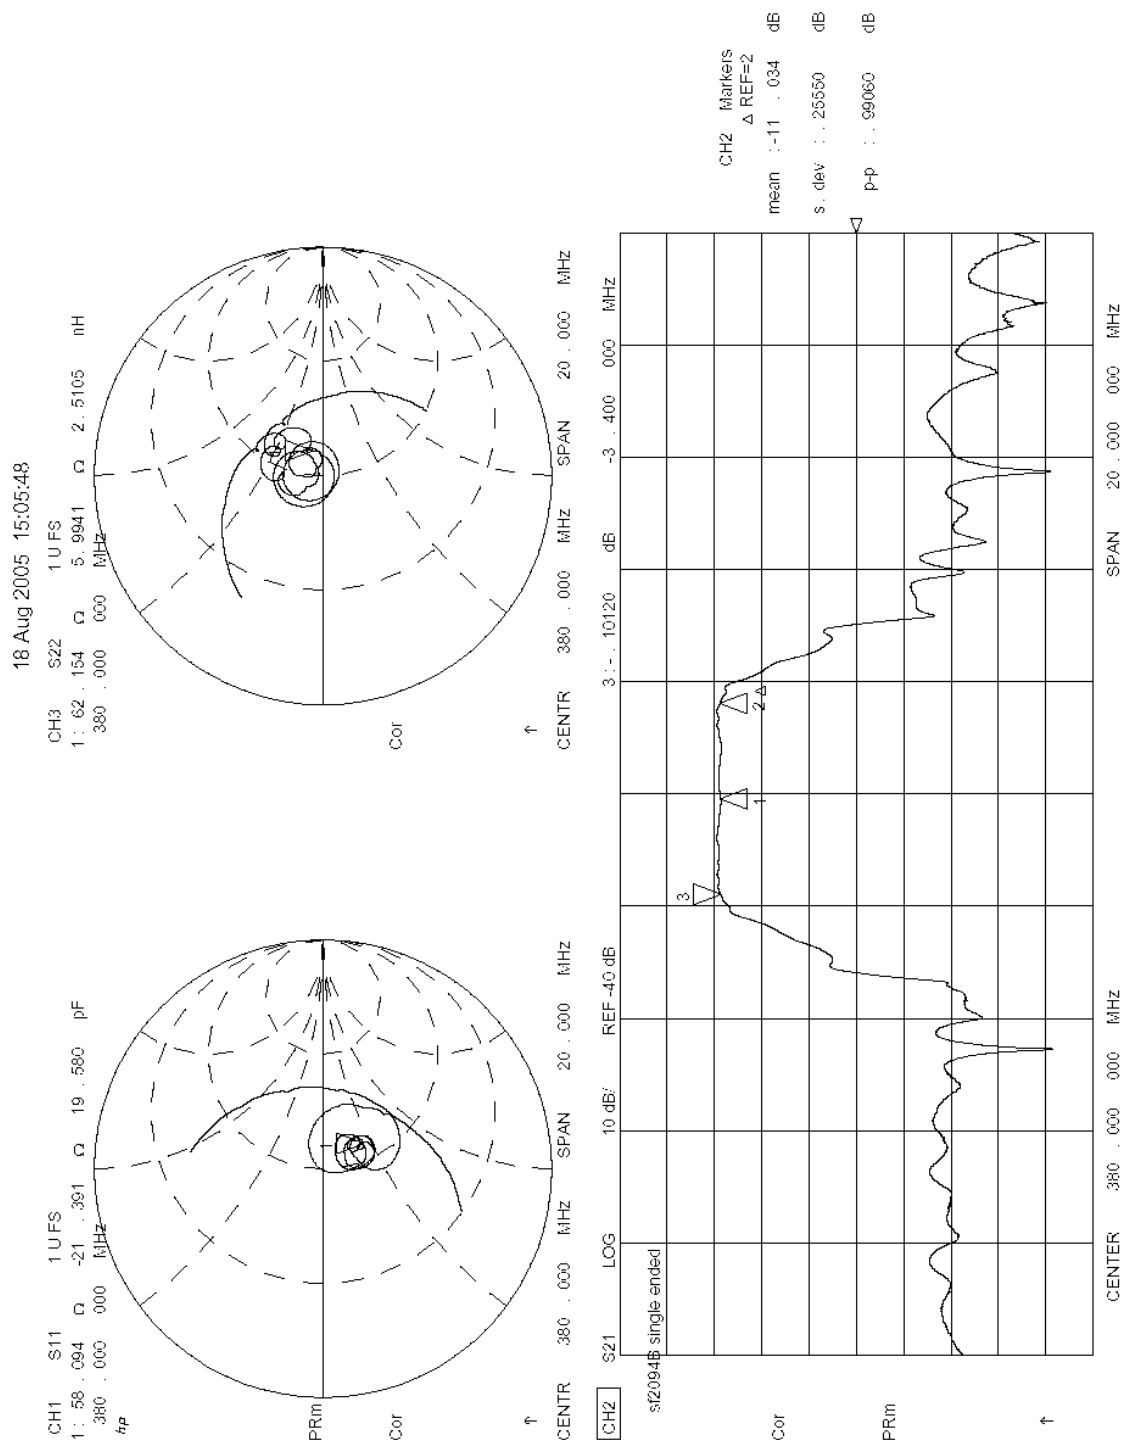 18 Aug 2005 15:05:48
CH1 S11 1 U FS
1 : 58 . 094 Ω -21 . 391 Ω 19 . 580 pF
380 . 000 000 MHz
hp
PRm
Cor
↑
CENTR 380 . 000 MHz SPAN 20 . 000 MHz
CH3 S22 1 U FS
1 : 62 . 154 Ω 5 . 9941 Ω 2 . 5105 nH
380 . 000 000 MHz
Cor
↑
CENTR 380 . 000 MHz SPAN 20 . 000 MHz
CH2 S21 LOG 10 dB/ REF -40 dB 3 : - . 10120 dB -3 . 400 000 MHz
sf2094B single ended
3
1
2
Δ
Cor
PRm
↑
CENTER 380 . 000 000 MHz SPAN 20 . 000 000 MHz
CH2 Markers
Δ REF=2
mean : -11 . 034 dB
s. dev : . 25550 dB
p-p : . 99060 dB